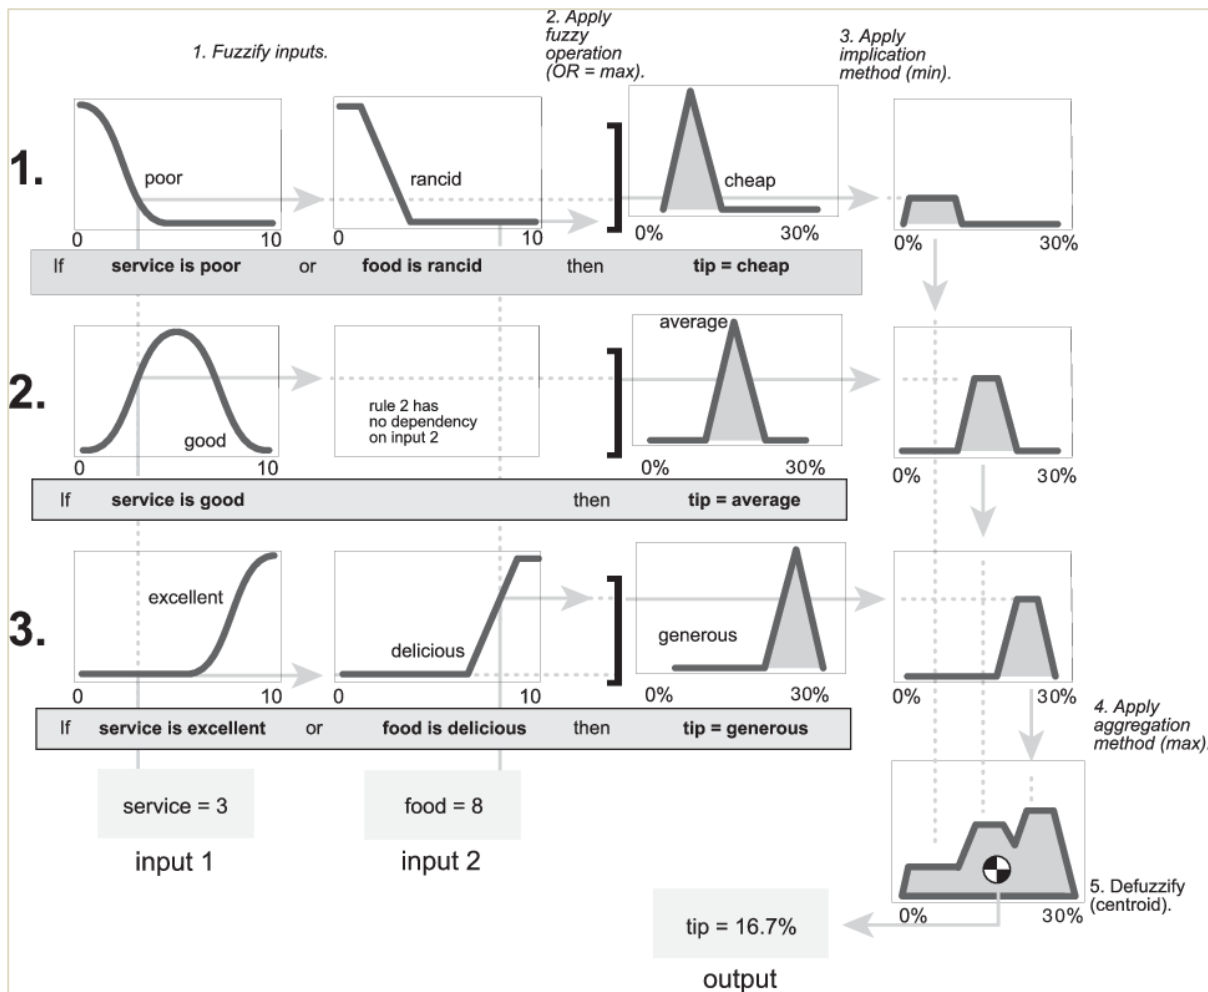 1. Fuzzify inputs.
2. Apply
fuzzy
operation
(OR = max).
3. Apply
implication
method (min).
1.
poor
rancid
cheap
0 10
0 10
0% 30%
0% 30%
If service is poor or food is rancid then tip = cheap
2.
good
rule 2 has
no dependency
on input 2
average
0 10
0% 30%
0% 30%
If service is good then tip = average
3.
excellent
delicious
generous
0 10
0 10
0% 30%
0% 30%
If service is excellent or food is delicious then tip = generous
4. Apply
aggregation
method (max).
service = 3
input 1
food = 8
input 2
0% 30%
5. Defuzzify
(centroid).
tip = 16.7%
output